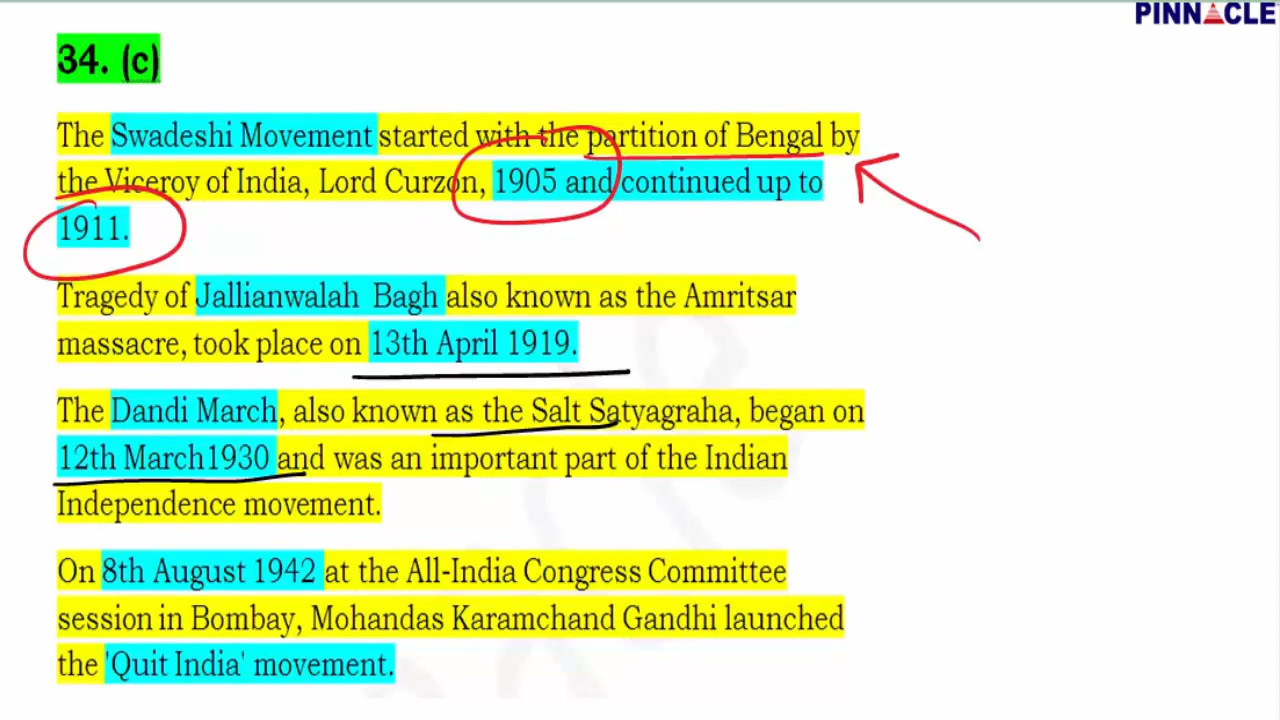 PINNACLE
34. (c)
The Swadeshi Movement started with the partition of Bengal by
the Viceroy of India, Lord Curzon, 1905 and continued up to
1911.
Tragedy of Jallianwalah Bagh also known as the Amritsar
massacre, took place on 13th April 1919.
The Dandi March, also known as the Salt Satyagraha, began on
12th March1930 and was an important part of the Indian
Independence movement.
On 8th August 1942 at the All-India Congress Committee
session in Bombay, Mohandas Karamchand Gandhi launched
the 'Quit India' movement.